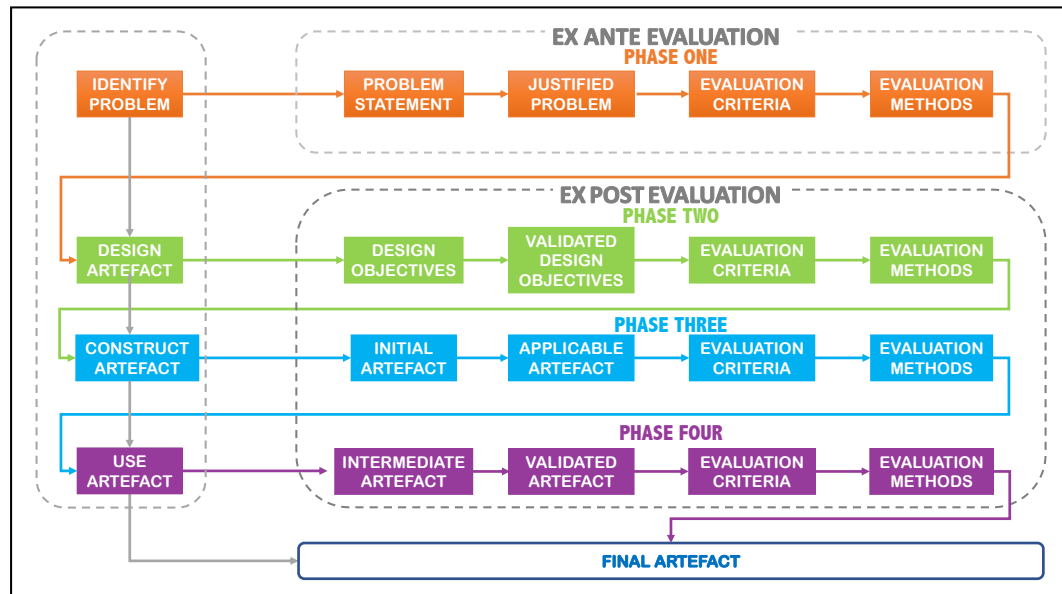 EX ANTE EVALUATION
PHASE ONE
IDENTIFY
PROBLEM
PROBLEM
STATEMENT
JUSTIFIED
PROBLEM
EVALUATION
CRITERIA
EVALUATION
METHODS
EX POST EVALUATION
PHASE TWO
DESIGN
ARTEFACT
DESIGN
OBJECTIVES
VALIDATED
DESIGN
OBJECTIVES
EVALUATION
CRITERIA
EVALUATION
METHODS
PHASE THREE
CONSTRUCT
ARTEFACT
INITIAL
ARTEFACT
APPLICABLE
ARTEFACT
EVALUATION
CRITERIA
EVALUATION
METHODS
PHASE FOUR
USE
ARTEFACT
INTERMEDIATE
ARTEFACT
VALIDATED
ARTEFACT
EVALUATION
CRITERIA
EVALUATION
METHODS
FINAL ARTEFACT